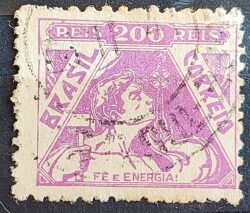 REIS 200 REIS
BRASIL CORREIO
FÉ E ENERGIA!